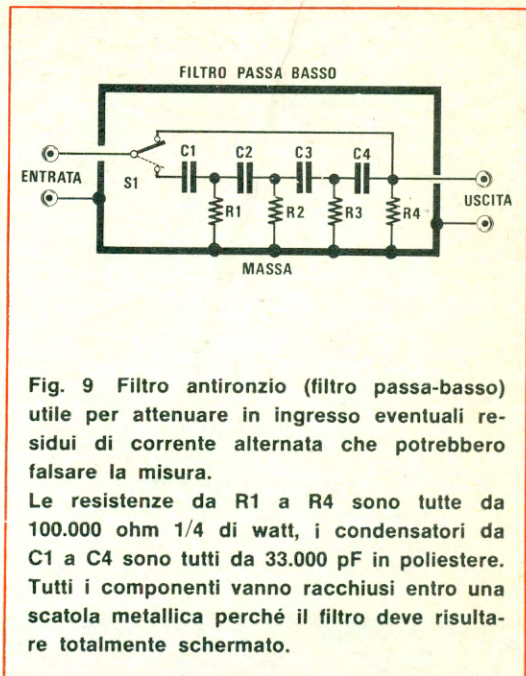 FILTRO PASSA BASSO
C1 C2 C3 C4
ENTRATA S1 USCITA
R1 R2 R3 R4
MASSA
Fig. 9 Filtro antironzio (filtro passa-basso)
utile per attenuare in ingresso eventuali re-
sidui di corrente alternata che potrebbero
falsare la misura.
Le resistenze da R1 a R4 sono tutte da
100.000 ohm 1/4 di watt, i condensatori da
C1 a C4 sono tutti da 33.000 pF in poliestere.
Tutti i componenti vanno racchiusi entro una
scatola metallica perché il filtro deve risulta-
re totalmente schermato.